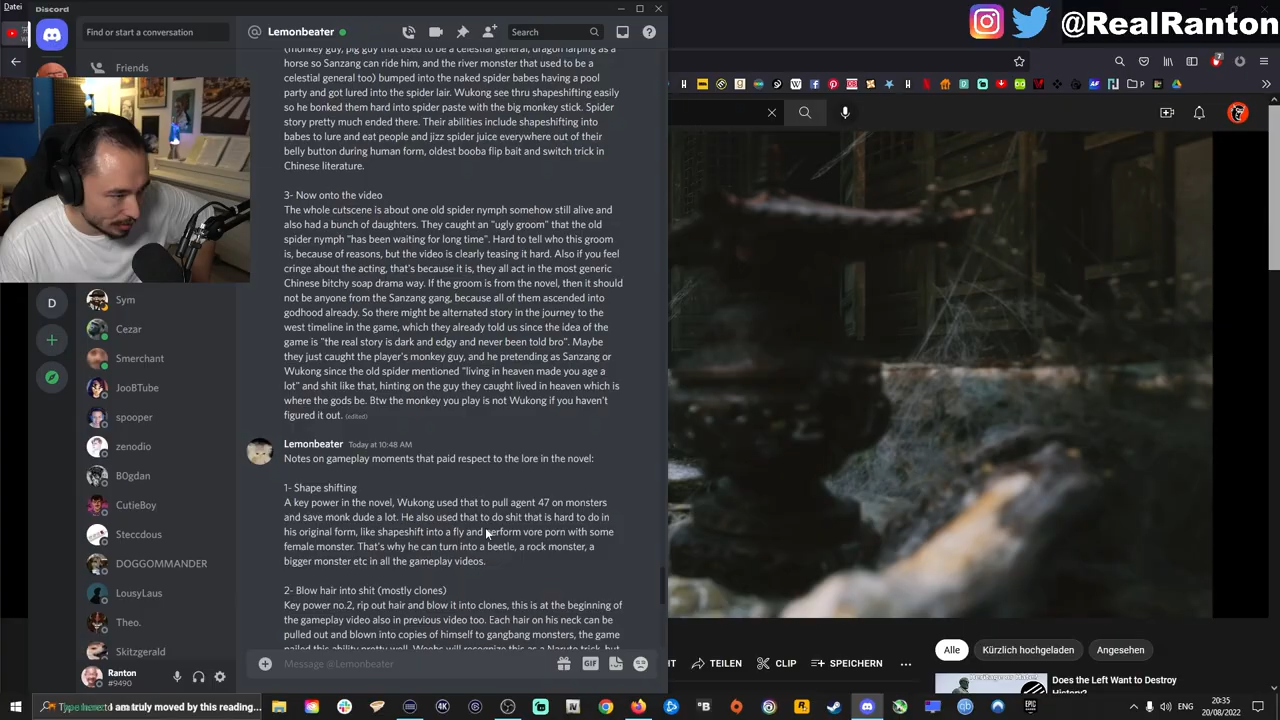 Datei
Discord
@RealRanton
Find or start a conversation
@ Lemonbeater
Search
Friends
(monkey guy, pig guy that used to be a celestial general, dragon larping as a
horse so Sanzang can ride him, and the river monster that used to be a
celestial general too) bumped into the naked spider babes having a pool
party and got lured into the spider lair. Wukong see thru shapeshifting easily
so he bonked them hard into spider paste with the big monkey stick. Spider
story pretty much ended there. Their abilities include shapeshifting into
babes to lure and eat people and jizz spider juice everywhere out of their
belly button during human form, oldest booba flip bait and switch trick in
Chinese literature.
3- Now onto the video
The whole cutscene is about one old spider nymph somehow still alive and
also had a bunch of daughters. They caught an "ugly groom" that the old
spider nymph "has been waiting for long time". Hard to tell who this groom
is, because of reasons, but the video is clearly teasing it hard. Also if you feel
cringe about the acting, that's because it is, they all act in the most generic
Chinese bitchy soap drama way. If the groom is from the novel, then it should
not be anyone from the Sanzang gang, because all of them ascended into
godhood already. So there might be alternated story in the journey to the
west timeline in the game, which they already told us since the idea of the
game is "the real story is dark and edgy and never been told bro". Maybe
they just caught the player's monkey guy, and he pretending as Sanzang or
Wukong since the old spider mentioned "living in heaven made you age a
lot" and shit like that, hinting on the guy they caught lived in heaven which is
where the gods be. Btw the monkey you play is not Wukong if you haven't
figured it out. (edited)
Lemonbeater Today at 10:48 AM
Notes on gameplay moments that paid respect to the lore in the novel:
1- Shape shifting
A key power in the novel, Wukong used that to pull agent 47 on monsters
and save monk dude a lot. He also used that to do shit that is hard to do in
his original form, like shapeshift into a fly and perform vore porn with some
female monster. That's why he can turn into a beetle, a rock monster, a
bigger monster etc in all the gameplay videos.
2- Blow hair into shit (mostly clones)
Key power no.2, rip out hair and blow it into clones, this is at the beginning of
the gameplay video also in previous video too. Each hair on his neck can be
pulled out and blown into copies of himself to gangbang monsters, the game
nailed this ability pretty well. Weebs will recognize this as a Naruto trick, but
Message @Lemonbeater
GIF
D
Sym
Cezar
Smerchant
JooBTube
spooper
zenodio
B0gdan
CutieBoy
Steccdous
DOGGOMMANDER
LousyLaus
Theo.
Skitzgerald
Ranton
#9490
TEILEN
CLIP
SPEICHERN
...
Alle
Kürzlich hochgeladen
Angesehen
Does the Left Want to Destroy
History?
I am truly moved by this reading...
20:35
20/08/2022